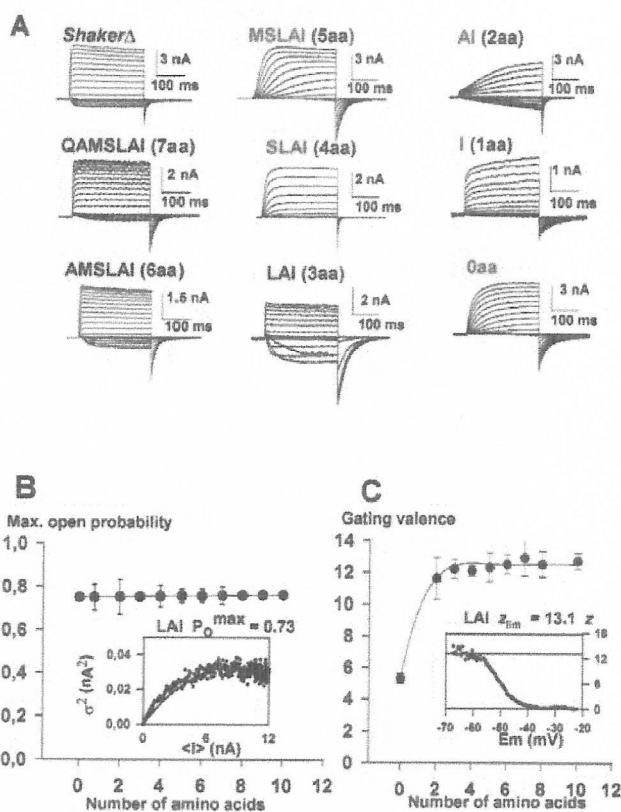 A
ShakerΔ
3 nA
100 ms
MSLAI (5aa)
3 nA
100 ms
AI (2aa)
3 nA
100 ms
QAMSLAI (7aa)
2 nA
100 ms
SLAI (4aa)
2 nA
100 ms
I (1aa)
1 nA
100 ms
AMSLAI (6aa)
1.5 nA
100 ms
LAI (3aa)
2 nA
100 ms
0aa
3 nA
100 ms
B
Max. open probability
1,0
0,8
0,6
0,4
0,2
0,0
LAI Po max = 0.73
σ² (nA²)
0,04
0,02
0,00
0 6 12
<I> (nA)
0 2 4 6 8 10 12
Number of amino acids
C
Gating valence
14
12
10
8
6
4
2
0
LAI zlim = 13.1 z
18
12
6
0
-70 -60 -50 -40 -30 -20
Em (mV)
0 2 4 6 8 10 12
Number of amino acids